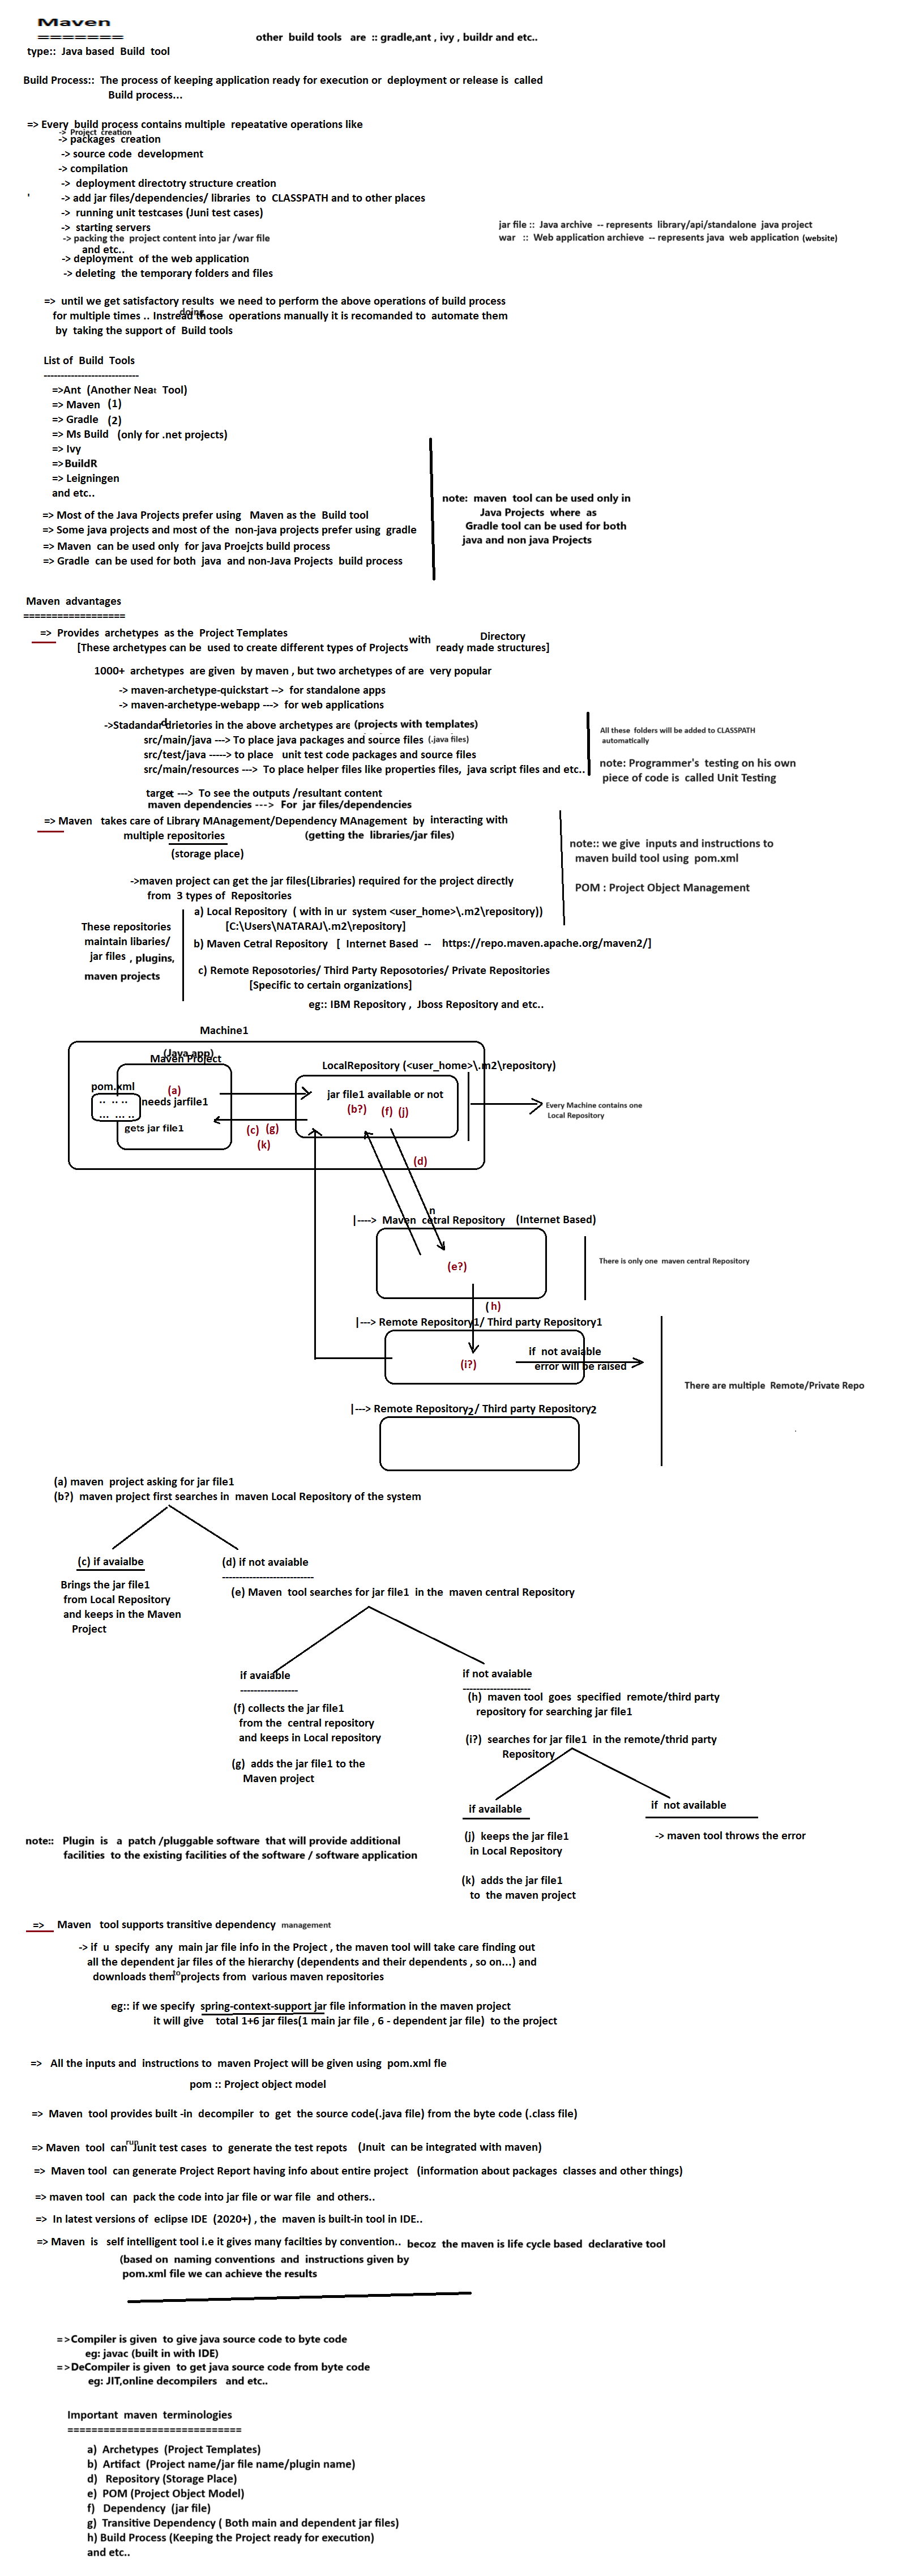 Maven
=======
other build tools are :: gradle,ant , ivy , buildr and etc..
type:: Java based Build tool
Build Process:: The process of keeping application ready for execution or deployment or release is called
Build process...
=> Every build process contains multiple repeatative operations like
-> Project creation
-> packages creation
-> source code development
-> compilation
-> deployment directotry structure creation
-> add jar files/dependencies/ libraries to CLASSPATH and to other places
-> running unit testcases (Juni test cases)
-> starting servers
-> packing the project content into jar /war file
and etc..
-> deployment of the web application
-> deleting the temporary folders and files
jar file :: Java archive -- represents library/api/standalone java project
war :: Web application archieve -- represents java web application (website)
=> until we get satisfactory results we need to perform the above operations of build process
for multiple times .. Instread doing those operations manually it is recomanded to automate them
by taking the support of Build tools
List of Build Tools
----------------------------
=>Ant (Another Neat Tool)
=> Maven (1)
=> Gradle (2)
=> Ms Build (only for .net projects)
=> Ivy
=>BuildR
=> Leigningen
and etc..
=> Most of the Java Projects prefer using Maven as the Build tool
=> Some java projects and most of the non-java projects prefer using gradle
=> Maven can be used only for java Proejcts build process
=> Gradle can be used for both java and non-Java Projects build process
note: maven tool can be used only in
Java Projects where as
Gradle tool can be used for both
java and non java Projects
Maven advantages
==================
=> Provides archetypes as the Project Templates
[These archetypes can be used to create different types of Projects with ready made Directory structures]
1000+ archetypes are given by maven , but two archetypes of are very popular
-> maven-archetype-quickstart --> for standalone apps
-> maven-archetype-webapp ---> for web applications
->Stadandar d drietories in the above archetypes are (projects with templates)
src/main/java ---> To place java packages and source files (.java files)
src/test/java -----> to place unit test code packages and source files
src/main/resources ---> To place helper files like properties files, java script files and etc..
target ---> To see the outputs /resultant content
maven dependencies ---> For jar files/dependencies
All these folders will be added to CLASSPATH
automatically
note: Programmer's testing on his own
piece of code is called Unit Testing
=> Maven takes care of Library MAnagement/Dependency MAnagement by interacting with
multiple repositories (getting the libraries/jar files)
(storage place)
note:: we give inputs and instructions to
maven build tool using pom.xml
POM : Project Object Management
->maven project can get the jar files(Libraries) required for the project directly
from 3 types of Repositories
a) Local Repository ( with in ur system <user_home>\.m2\repository))
[C:\Users\NATARAJ\.m2\repository]
b) Maven Cetral Repository [ Internet Based -- https://repo.maven.apache.org/maven2/]
c) Remote Reposotories/ Third Party Reposotories/ Private Repositories
[Specific to certain organizations]
eg:: IBM Repository , Jboss Repository and etc..
These repositories
maintain libaries/
jar files , plugins,
maven projects
Machine1
(Java app)
Maven Project
LocalRepository (<user_home>\.m2\repository)
pom.xml
(a)
needs jarfile1
gets jar file1
jar file1 available or not
(b?) (f) (j)
(c) (g)
(k)
(d)
Every Machine contains one
Local Repository
|----> Maven cetral Repository (Internet Based)
n
(e?)
There is only one maven central Repository
(h)
|---> Remote Repository1/ Third party Repository1
(i?)
if not avaiable
error will be raised
There are multiple Remote/Private Repo
|---> Remote Repository2/ Third party Repository2
(a) maven project asking for jar file1
(b?) maven project first searches in maven Local Repository of the system
(c) if avaialbe
Brings the jar file1
from Local Repository
and keeps in the Maven
Project
(d) if not avaiable
---------------------------
(e) Maven tool searches for jar file1 in the maven central Repository
if avaiable
-----------------
(f) collects the jar file1
from the central repository
and keeps in Local repository
(g) adds the jar file1 to the
Maven project
if not avaiable
--------------------
(h) maven tool goes specified remote/third party
repository for searching jar file1
(i?) searches for jar file1 in the remote/thrid party
Repository
if available
(j) keeps the jar file1
in Local Repository
(k) adds the jar file1
to the maven project
if not available
-> maven tool throws the error
note:: Plugin is a patch /pluggable software that will provide additional
facilities to the existing facilities of the software / software application
=> Maven tool supports transitive dependency management
-> if u specify any main jar file info in the Project , the maven tool will take care finding out
all the dependent jar files of the hierarchy (dependents and their dependents , so on...) and
downloads them to projects from various maven repositories
eg:: if we specify spring-context-support jar file information in the maven project
it will give total 1+6 jar files(1 main jar file , 6 - dependent jar file) to the project
=> All the inputs and instructions to maven Project will be given using pom.xml fle
pom :: Project object model
=> Maven tool provides built -in decompiler to get the source code(.java file) from the byte code (.class file)
=> Maven tool can run Junit test cases to generate the test repots (Jnuit can be integrated with maven)
=> Maven tool can generate Project Report having info about entire project (information about packages classes and other things)
=> maven tool can pack the code into jar file or war file and others..
=> In latest versions of eclipse IDE (2020+) , the maven is built-in tool in IDE..
=> Maven is self intelligent tool i.e it gives many facilties by convention.. becoz the maven is life cycle based declarative tool
(based on naming conventions and instructions given by
pom.xml file we can achieve the results
=>Compiler is given to give java source code to byte code
eg: javac (built in with IDE)
=>DeCompiler is given to get java source code from byte code
eg: JIT,online decompilers and etc..
Important maven terminologies
=============================
a) Archetypes (Project Templates)
b) Artifact (Project name/jar file name/plugin name)
d) Repository (Storage Place)
e) POM (Project Object Model)
f) Dependency (jar file)
g) Transitive Dependency ( Both main and dependent jar files)
h) Build Process (Keeping the Project ready for execution)
and etc..